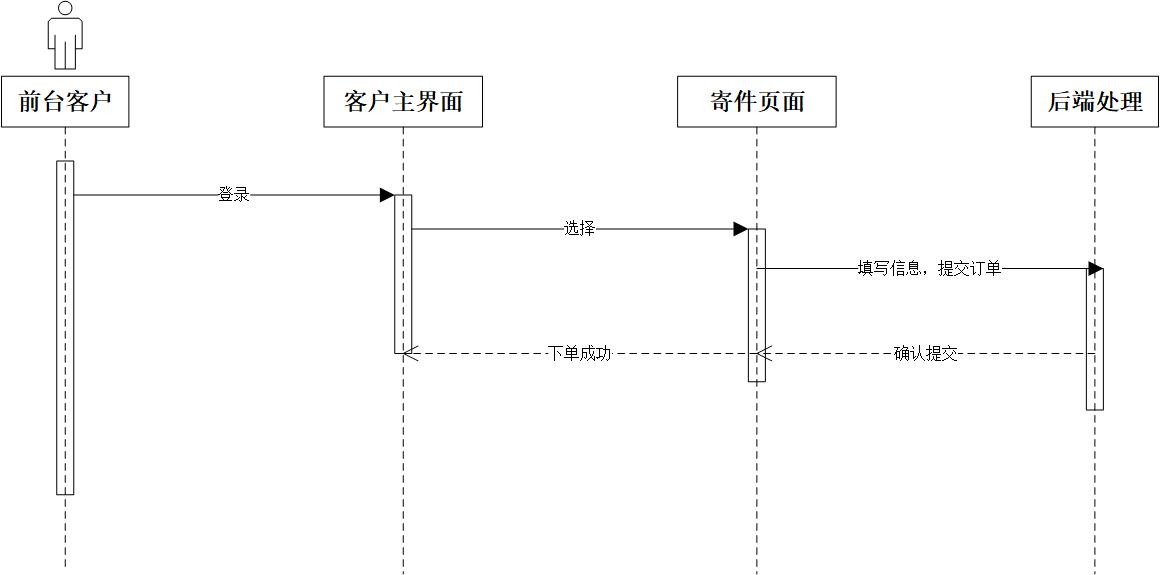 前台客户
客户主界面
寄件页面
后端处理
登录
选择
填写信息，提交订单
下单成功
确认提交